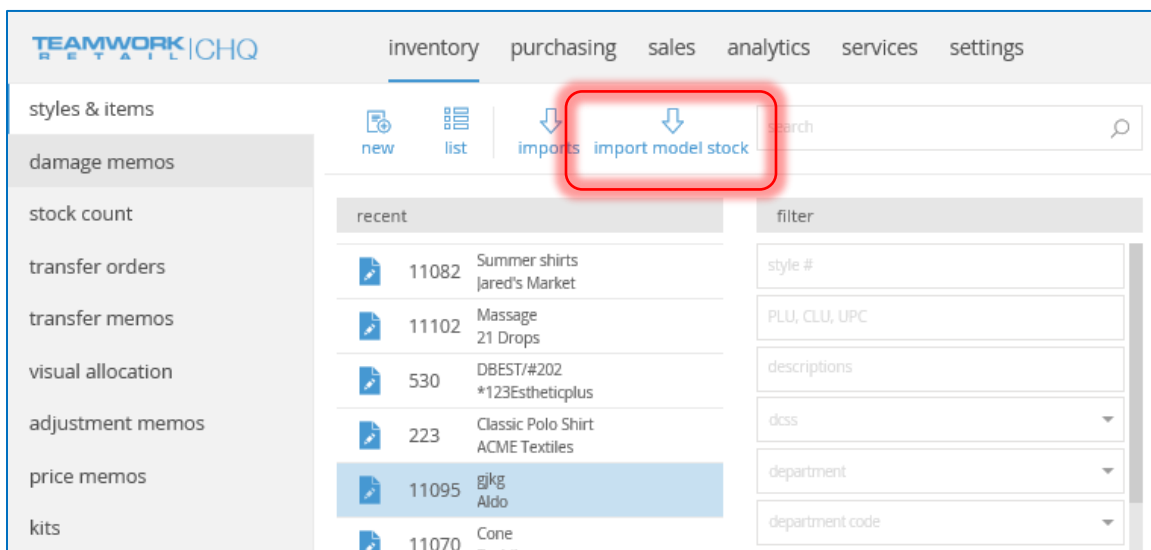 TEAMWORK
RETAIL | CHQ
inventory purchasing sales analytics services settings
styles & items
damage memos
stock count
transfer orders
transfer memos
visual allocation
adjustment memos
price memos
kits
new list imports import model stock search
recent
11082 Summer shirts
Jared's Market
11102 Massage
21 Drops
530 DBEST/#202
*123Estheticplus
223 Classic Polo Shirt
ACME Textiles
11095 gjkg
Aldo
11070 Cone
filter
style #
PLU, CLU, UPC
descriptions
dcss
department
department code